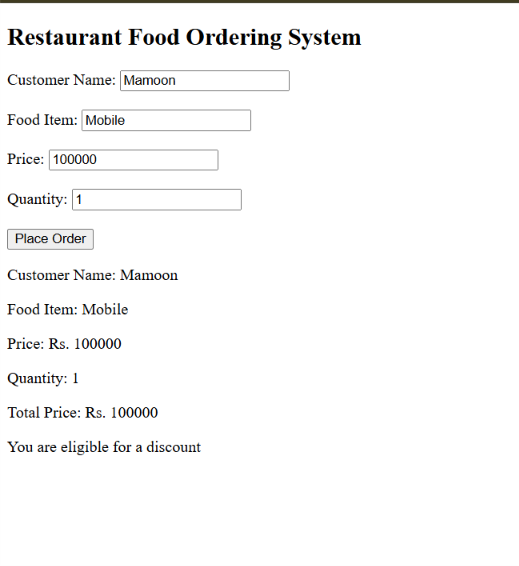 Restaurant Food Ordering System
Customer Name: Mamoon
Food Item: Mobile
Price: 100000
Quantity: 1
Place Order
Customer Name: Mamoon
Food Item: Mobile
Price: Rs. 100000
Quantity: 1
Total Price: Rs. 100000
You are eligible for a discount